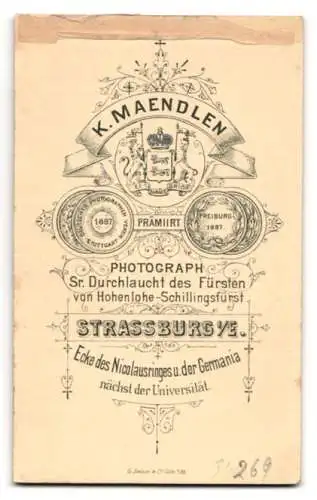 K. MAENDLEN
1887.
PRÄMIIRT
FREIBURG
1887.
PHOTOGRAPH
Sr. Durchlaucht des Fürsten
von Hohenlohe-Schillingsfürst
STRASSBURG i/E.
Ecke des Nicolausringes u. der Germania
nächst der Universität.
269